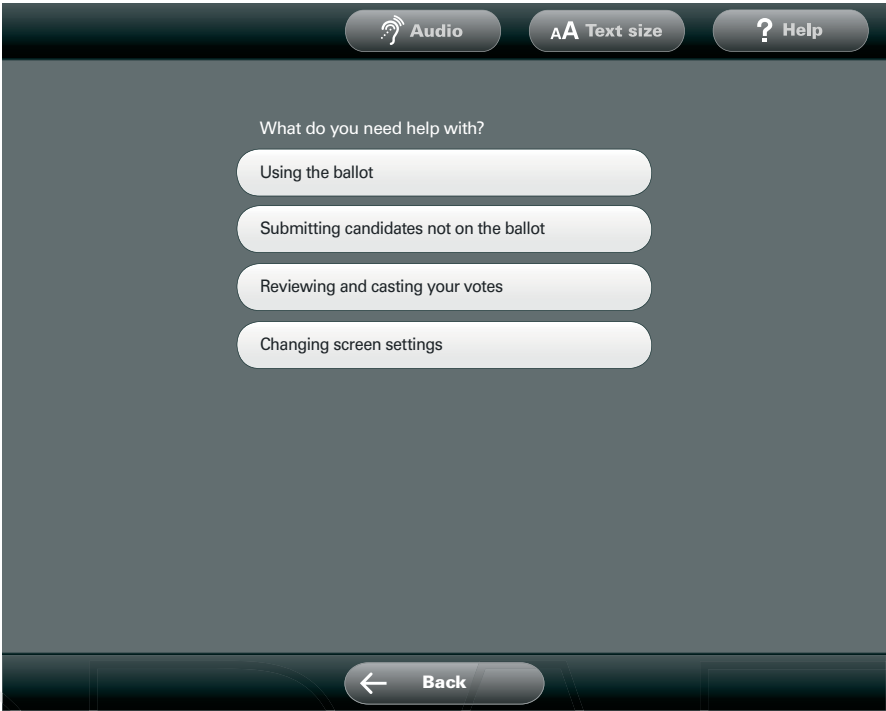 Audio
AA Text size
? Help
What do you need help with?
Using the ballot
Submitting candidates not on the ballot
Reviewing and casting your votes
Changing screen settings
Back